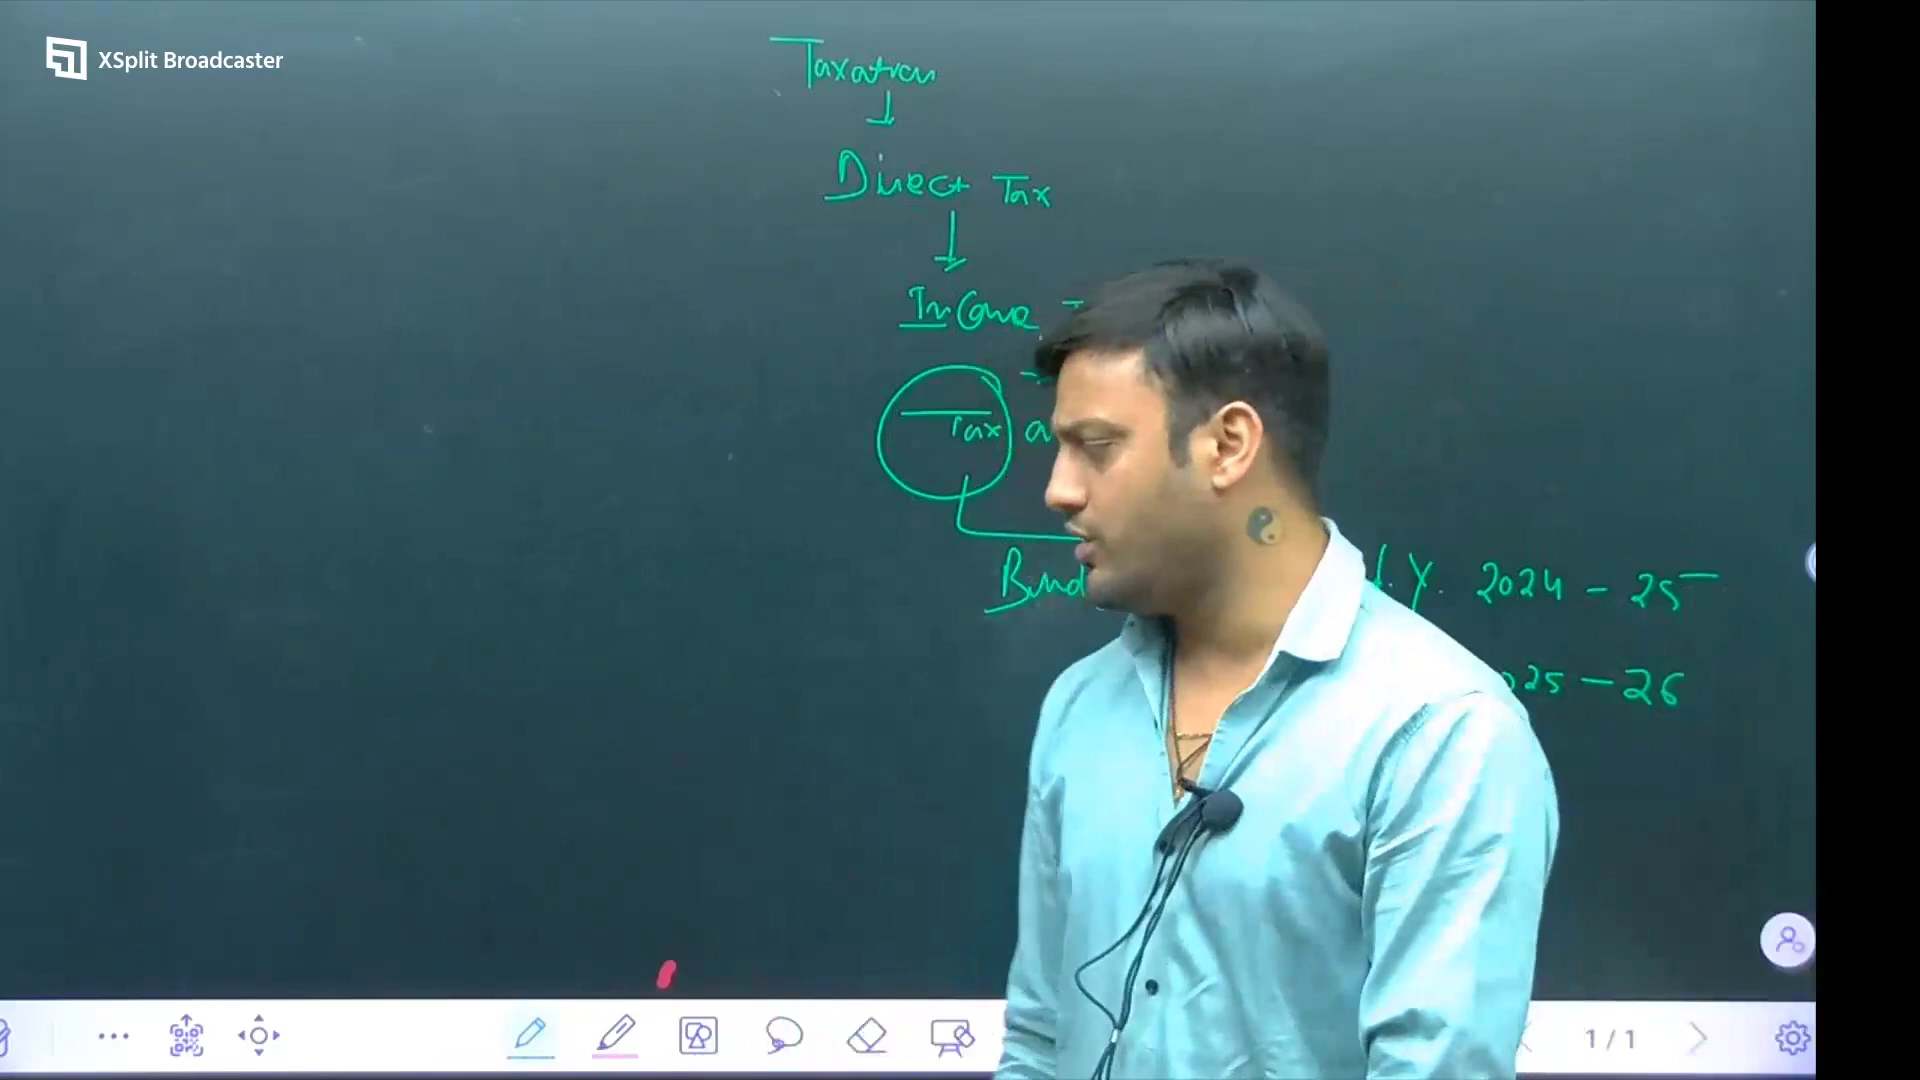 XSplit Broadcaster
Taxation
Direct Tax
Income
Tax
Y. 2024 - 25
25 - 26
1/1